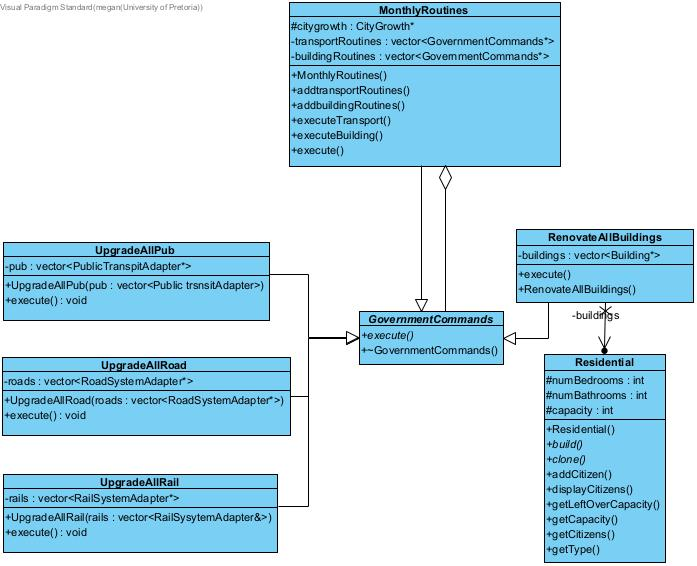 Visual Paradigm Standard(megan(University of Pretoria))
MonthlyRoutines
#citygrowth : CityGrowth*
-transportRoutines : vector<GovernmentCommands*>
-buildingRoutines : vector<GovernmentCommands*>
+MonthlyRoutines()
+addtransportRoutines()
+addbuildingRoutines()
+executeTransport()
+executeBuilding()
+execute()
UpgradeAllPub
-pub : vector<PublicTranspitAdapter*>
+UpgradeAllPub(pub : vector<Public trsnsitAdapter>)
+execute() : void
RenovateAllBuildings
-buildings : vector<Building*>
+execute()
+RenovateAllBuildings()
-buildings
GovernmentCommands
+execute()
+~GovernmentCommands()
UpgradeAllRoad
-roads : vector<RoadSystemAdapter*>
+UpgradeAllRoad(roads : vector<RoadSystemAdapter*>)
+execute() : void
Residential
#numBedrooms : int
#numBathrooms : int
#capacity : int
+Residential()
+build()
+clone()
+addCitizen()
+displayCitizens()
+getLeftOverCapacity()
+getCapacity()
+getCitizens()
+getType()
UpgradeAllRail
-rails : vector<RailSystemAdapter*>
+UpgradeAllRail(rails : vector<RailSysytemAdapter&>)
+execute() : void